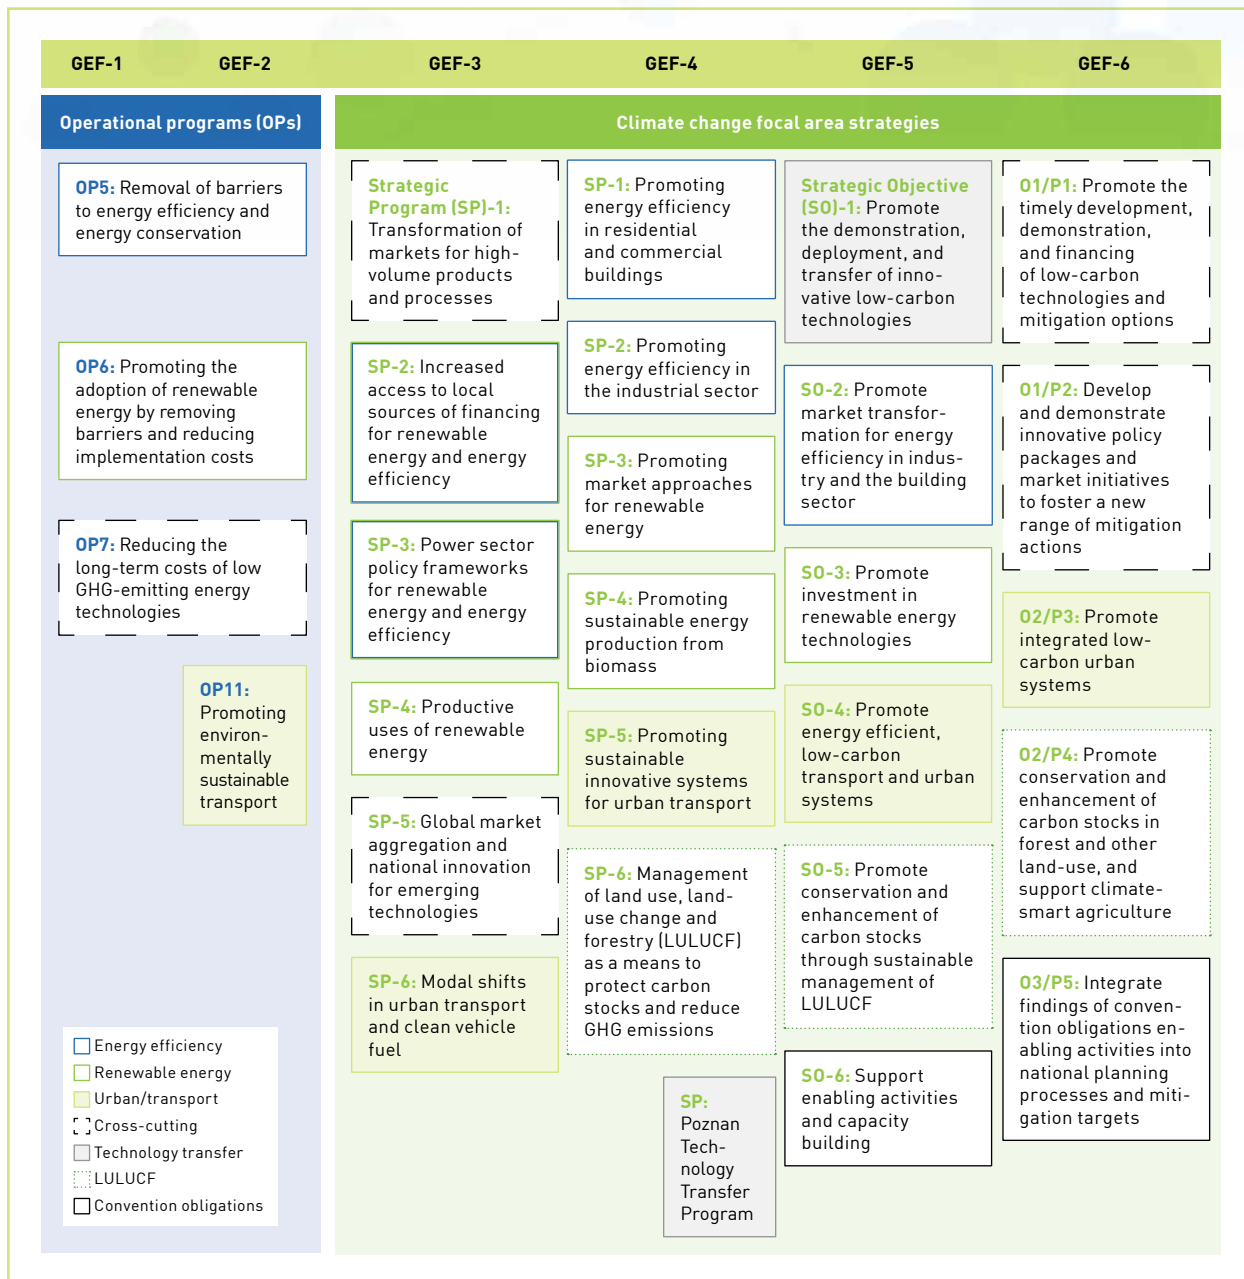 GEF-1 GEF-2 GEF-3 GEF-4 GEF-5 GEF-6
Operational programs (OPs)
Climate change focal area strategies
OP5: Removal of barriers
to energy efficiency and
energy conservation
OP6: Promoting the
adoption of renewable
energy by removing
barriers and reducing
implementation costs
OP7: Reducing the
long-term costs of low
GHG-emitting energy
technologies
OP11:
Promoting
environ-
mentally
sustainable
transport
Energy efficiency
Renewable energy
Urban/transport
Cross-cutting
Technology transfer
LULUCF
Convention obligations
Strategic
Program (SP)-1:
Transformation of
markets for high-
volume products
and processes
SP-2: Increased
access to local
sources of financing
for renewable
energy and energy
efficiency
SP-3: Power sector
policy frameworks
for renewable
energy and energy
efficiency
SP-4: Productive
uses of renewable
energy
SP-5: Global market
aggregation and
national innovation
for emerging
technologies
SP-6: Modal shifts
in urban transport
and clean vehicle
fuel
SP-1: Promoting
energy efficiency
in residential
and commercial
buildings
SP-2: Promoting
energy efficiency in
the industrial sector
SP-3: Promoting
market approaches
for renewable
energy
SP-4: Promoting
sustainable energy
production from
biomass
SP-5: Promoting
sustainable
innovative systems
for urban transport
SP-6: Management
of land use, land-
use change and
forestry (LULUCF)
as a means to
protect carbon
stocks and reduce
GHG emissions
SP:
Poznan
Tech-
nology
Transfer
Program
Strategic Objective
(SO)-1: Promote
the demonstration,
deployment, and
transfer of inno-
vative low-carbon
technologies
SO-2: Promote
market transfor-
mation for energy
efficiency in indus-
try and the building
sector
SO-3: Promote
investment in
renewable energy
technologies
SO-4: Promote
energy efficient,
low-carbon
transport and urban
systems
SO-5: Promote
conservation and
enhancement of
carbon stocks
through sustainable
management of
LULUCF
SO-6: Support
enabling activities
and capacity
building
O1/P1: Promote the
timely development,
demonstration,
and financing
of low-carbon
technologies and
mitigation options
O1/P2: Develop
and demonstrate
innovative policy
packages and
market initiatives
to foster a new
range of mitigation
actions
O2/P3: Promote
integrated low-
carbon urban
systems
O2/P4: Promote
conservation and
enhancement of
carbon stocks in
forest and other
land-use, and
support climate-
smart agriculture
O3/P5: Integrate
findings of conven-
tion obligations en-
abling activities into
national planning
processes and miti-
gation targets